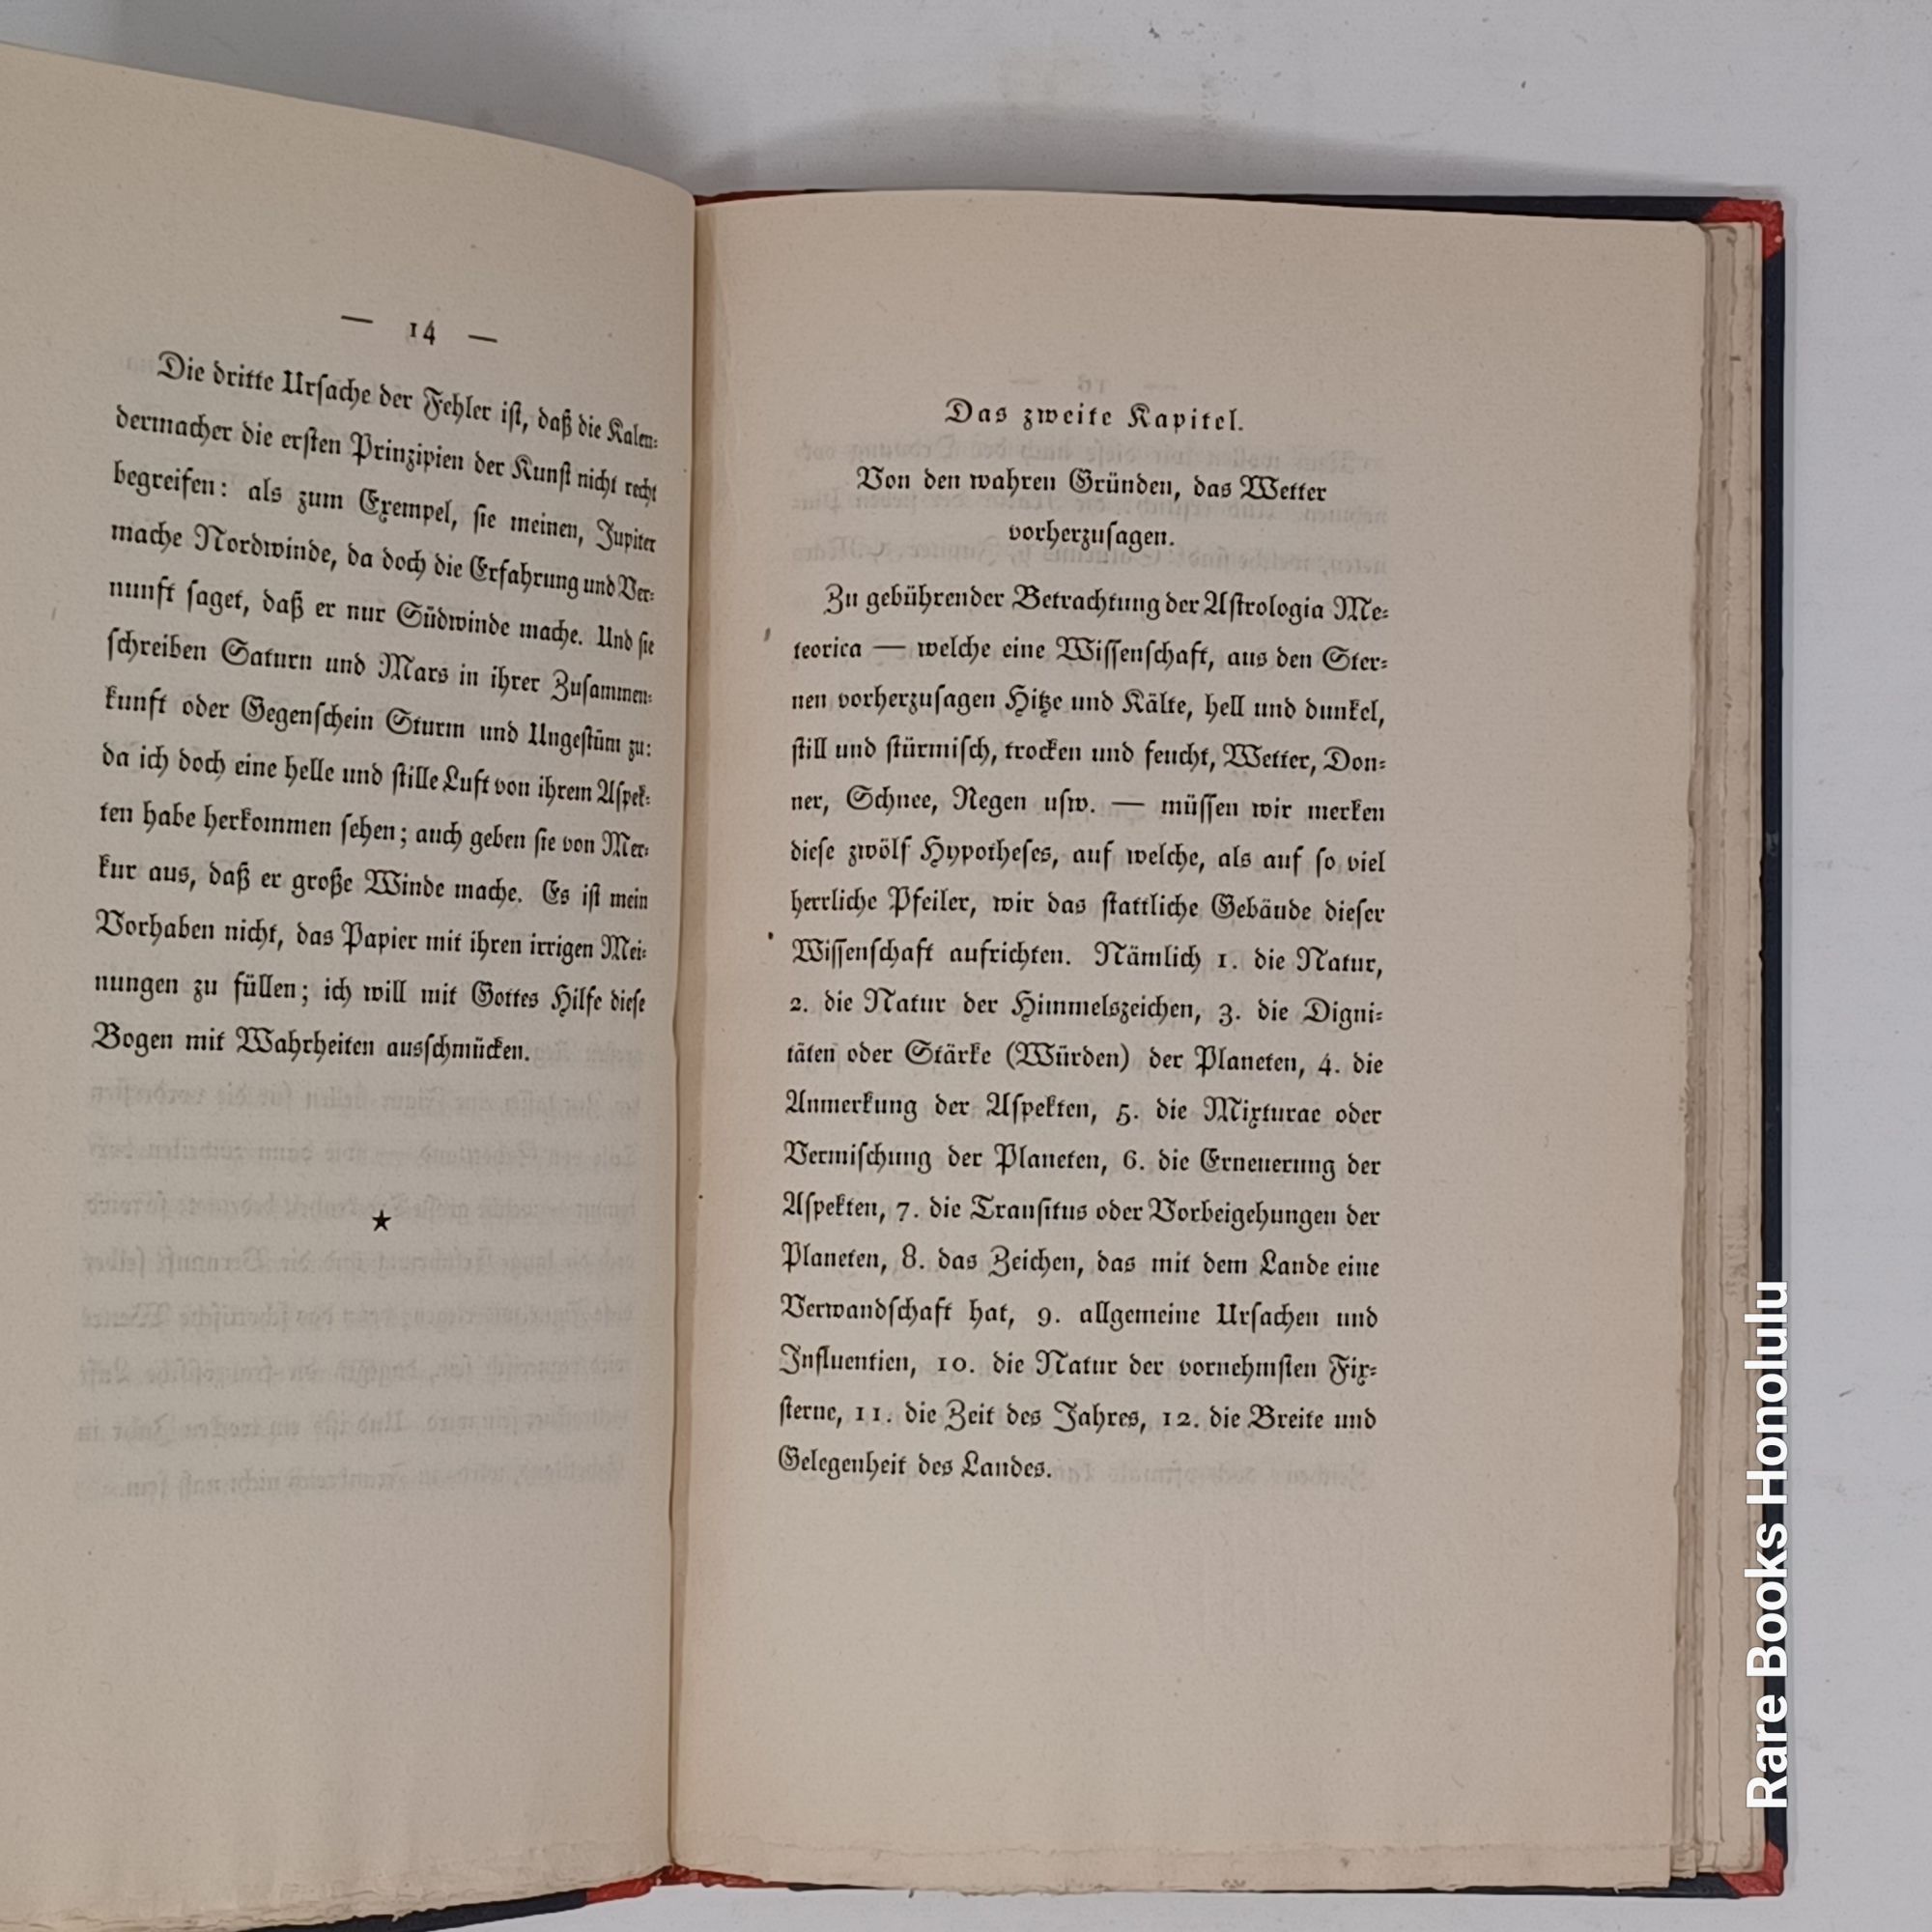 — 14 —
Die dritte Ursache der Fehler ist, daß die Kalen-
dermacher die ersten Prinzipien der Kunst nicht recht
begreifen: als zum Exempel, sie meinen, Jupiter
mache Nordwinde, da doch die Erfahrung und Ver-
nunft saget, daß er nur Südwinde mache. Und sie
schreiben Saturn und Mars in ihrer Zusammen-
kunft oder Gegenschein Sturm und Ungestüm zu:
da ich doch eine helle und stille Luft von ihrem Aspek-
ten habe herkommen sehen; auch geben sie von Mer-
kur aus, daß er große Winde mache. Es ist mein
Vorhaben nicht, das Papier mit ihren irrigen Mei-
nungen zu füllen; ich will mit Gottes Hilfe diese
Bogen mit Wahrheiten ausschmücken.
Das zweite Kapitel.
Von den wahren Gründen, das Wetter
vorherzusagen.
Zu gebührender Betrachtung der Astrologia Me-
teorica — welche eine Wissenschaft, aus den Ster-
nen vorherzusagen Hitze und Kälte, hell und dunkel,
still und stürmisch, trocken und feucht, Wetter, Don-
ner, Schnee, Regen usw. — müssen wir merken
diese zwölf Hypotheses, auf welche, als auf so viel
herrliche Pfeiler, wir das stattliche Gebäude dieser
Wissenschaft aufrichten. Nämlich 1. die Natur,
2. die Natur der Himmelszeichen, 3. die Digni-
täten oder Stärke (Würden) der Planeten, 4. die
Anmerkung der Aspekten, 5. die Mixturae oder
Vermischung der Planeten, 6. die Erneuerung der
Aspekten, 7. die Transitus oder Vorbeigehungen der
Planeten, 8. das Zeichen, das mit dem Lande eine
Verwandschaft hat, 9. allgemeine Ursachen und
Influentien, 10. die Natur der vornehmsten Fix-
sterne, 11. die Zeit des Jahres, 12. die Breite und
Gelegenheit des Landes.
Rare Books Honolulu